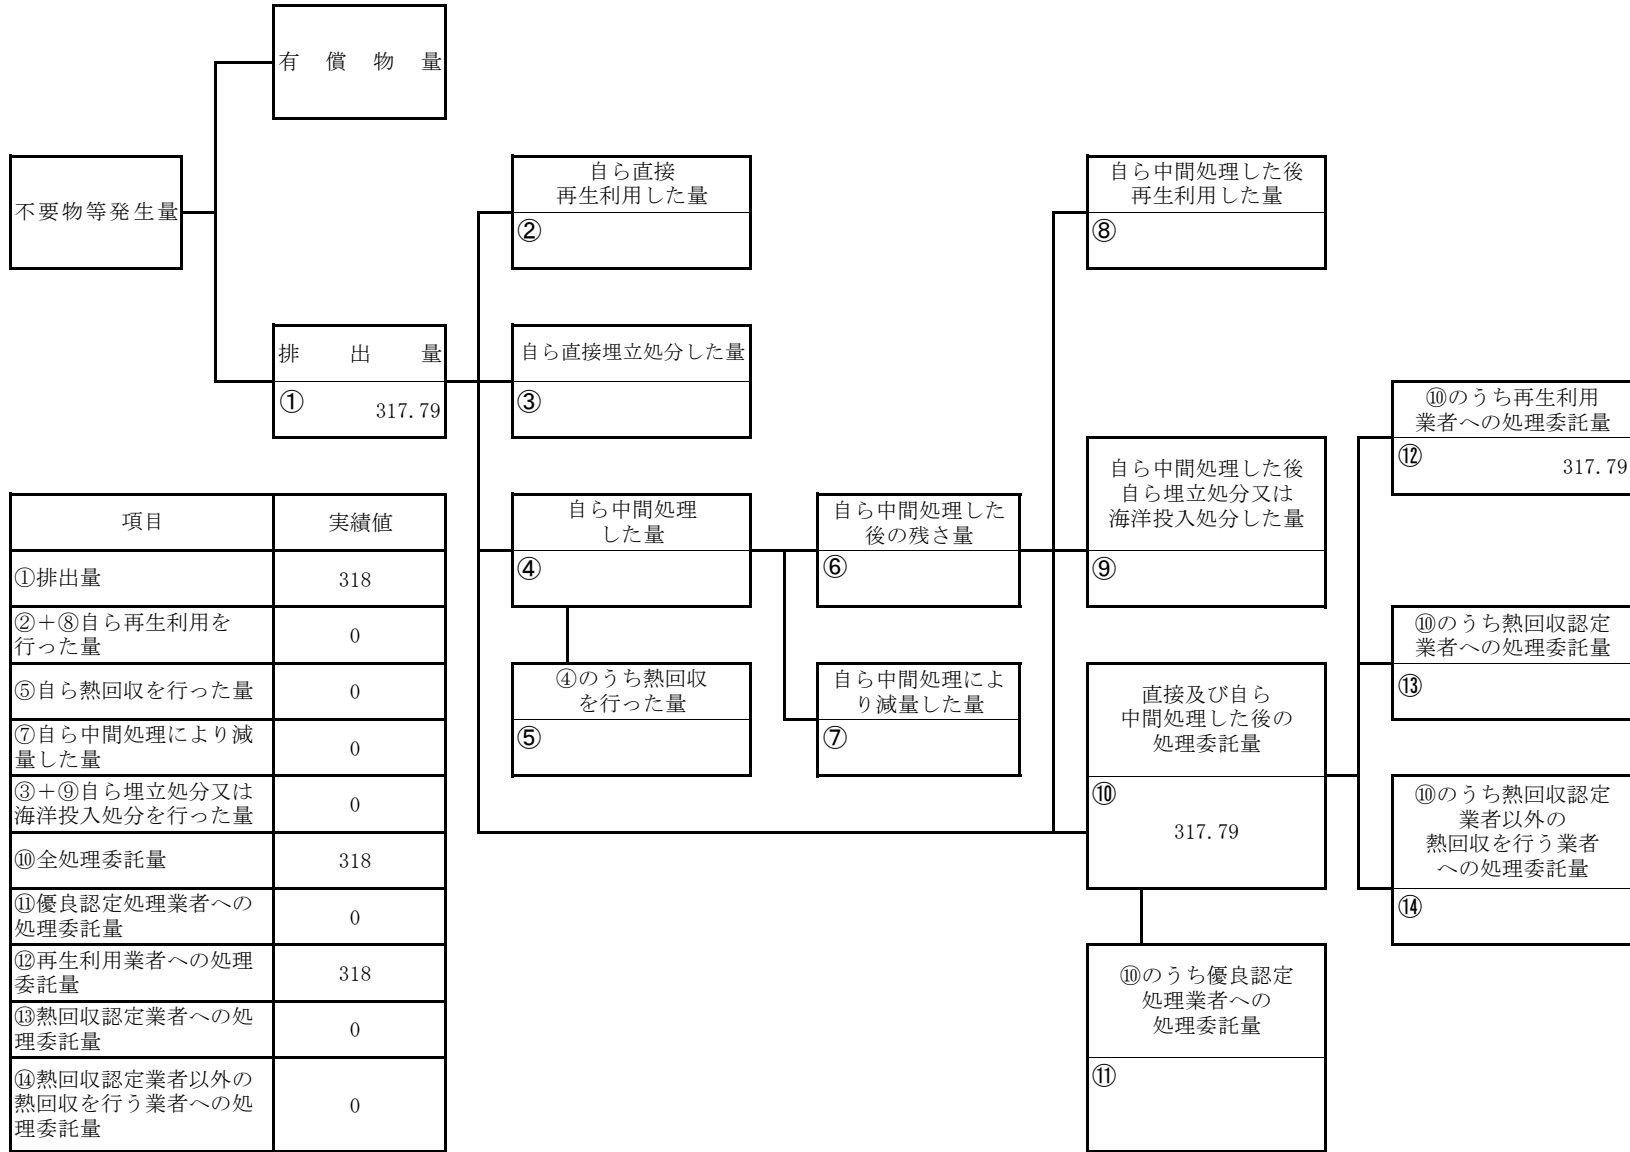 有償物量
不要物等発生量
自ら直接
再生利用した量
②
自ら中間処理した後
再生利用した量
⑧
排出量
① 317.79
自ら直接埋立処分した量
③
⑩のうち再生利用
業者への処理委託量
⑫ 317.79
自ら中間処理した後
自ら埋立処分又は
海洋投入処分した量
⑨
自ら中間処理
した量
④
自ら中間処理した
後の残さ量
⑥
④のうち熱回収
を行った量
⑤
自ら中間処理によ
り減量した量
⑦
直接及び自ら
中間処理した後の
処理委託量
⑩
317.79
⑩のうち熱回収認定
業者への処理委託量
⑬
⑩のうち熱回収認定
業者以外の
熱回収を行う業者
への処理委託量
⑭
⑩のうち優良認定
処理業者への
処理委託量
⑪
項目 実績値
①排出量 318
②＋⑧自ら再生利用を
行った量 0
⑤自ら熱回収を行った量 0
⑦自ら中間処理により減
量した量 0
③＋⑨自ら埋立処分又は
海洋投入処分を行った量 0
⑩全処理委託量 318
⑪優良認定処理業者への
処理委託量 0
⑫再生利用業者への処理
委託量 318
⑬熱回収認定業者への処
理委託量 0
⑭熱回収認定業者以外の
熱回収を行う業者への処
理委託量 0